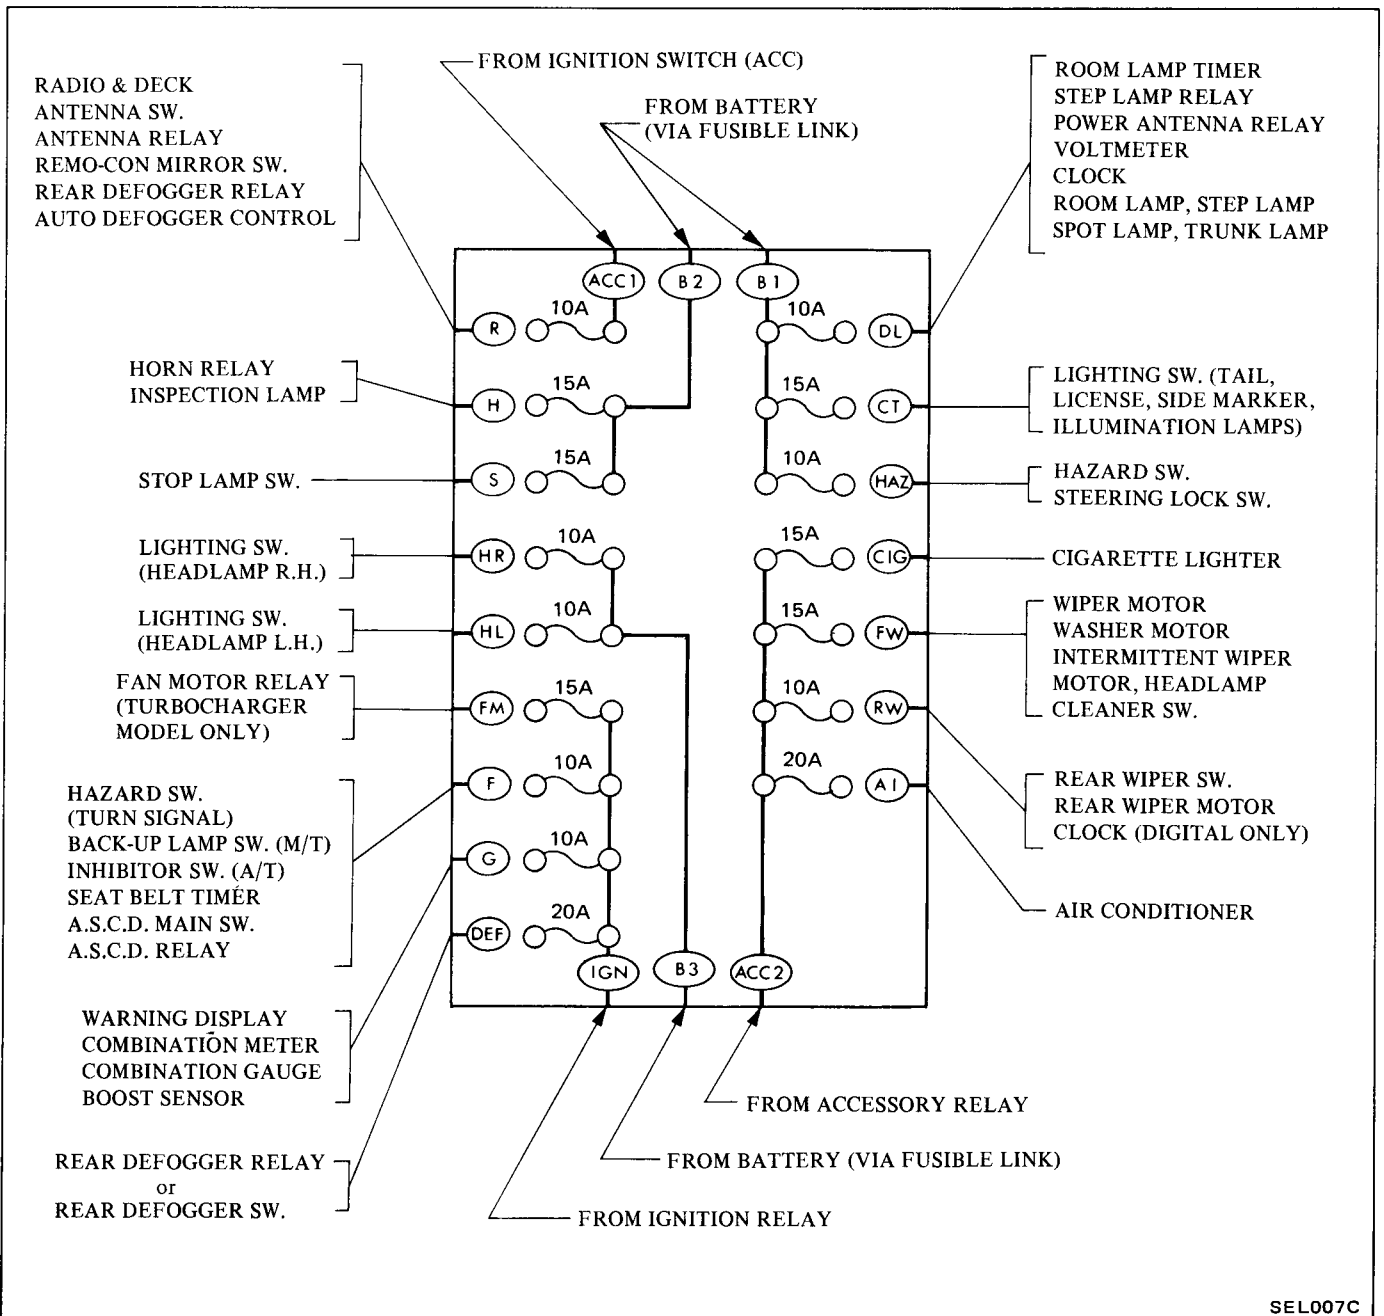 FROM IGNITION SWITCH (ACC)
FROM BATTERY
(VIA FUSIBLE LINK)
RADIO & DECK
ANTENNA SW.
ANTENNA RELAY
REMO-CON MIRROR SW.
REAR DEFOGGER RELAY
AUTO DEFOGGER CONTROL
ROOM LAMP TIMER
STEP LAMP RELAY
POWER ANTENNA RELAY
VOLTMETER
CLOCK
ROOM LAMP, STEP LAMP
SPOT LAMP, TRUNK LAMP
ACC1
B2
B1
R
10A
10A
DL
HORN RELAY
INSPECTION LAMP
H
15A
15A
CT
LIGHTING SW. (TAIL,
LICENSE, SIDE MARKER,
ILLUMINATION LAMPS)
STOP LAMP SW.
S
15A
10A
HAZ
HAZARD SW.
STEERING LOCK SW.
LIGHTING SW.
(HEADLAMP R.H.)
HR
10A
15A
CIG
CIGARETTE LIGHTER
LIGHTING SW.
(HEADLAMP L.H.)
HL
10A
15A
FW
WIPER MOTOR
WASHER MOTOR
INTERMITTENT WIPER
MOTOR, HEADLAMP
CLEANER SW.
FAN MOTOR RELAY
(TURBOCHARGER
MODEL ONLY)
FM
15A
10A
RW
REAR WIPER SW.
REAR WIPER MOTOR
CLOCK (DIGITAL ONLY)
HAZARD SW.
(TURN SIGNAL)
BACK-UP LAMP SW. (M/T)
INHIBITOR SW. (A/T)
SEAT BELT TIMER
A.S.C.D. MAIN SW.
A.S.C.D. RELAY
F
10A
20A
A1
AIR CONDITIONER
G
10A
WARNING DISPLAY
COMBINATION METER
COMBINATION GAUGE
BOOST SENSOR
DEF
20A
REAR DEFOGGER RELAY
or
REAR DEFOGGER SW.
IGN
B3
ACC2
FROM ACCESSORY RELAY
FROM BATTERY (VIA FUSIBLE LINK)
FROM IGNITION RELAY
SEL007C